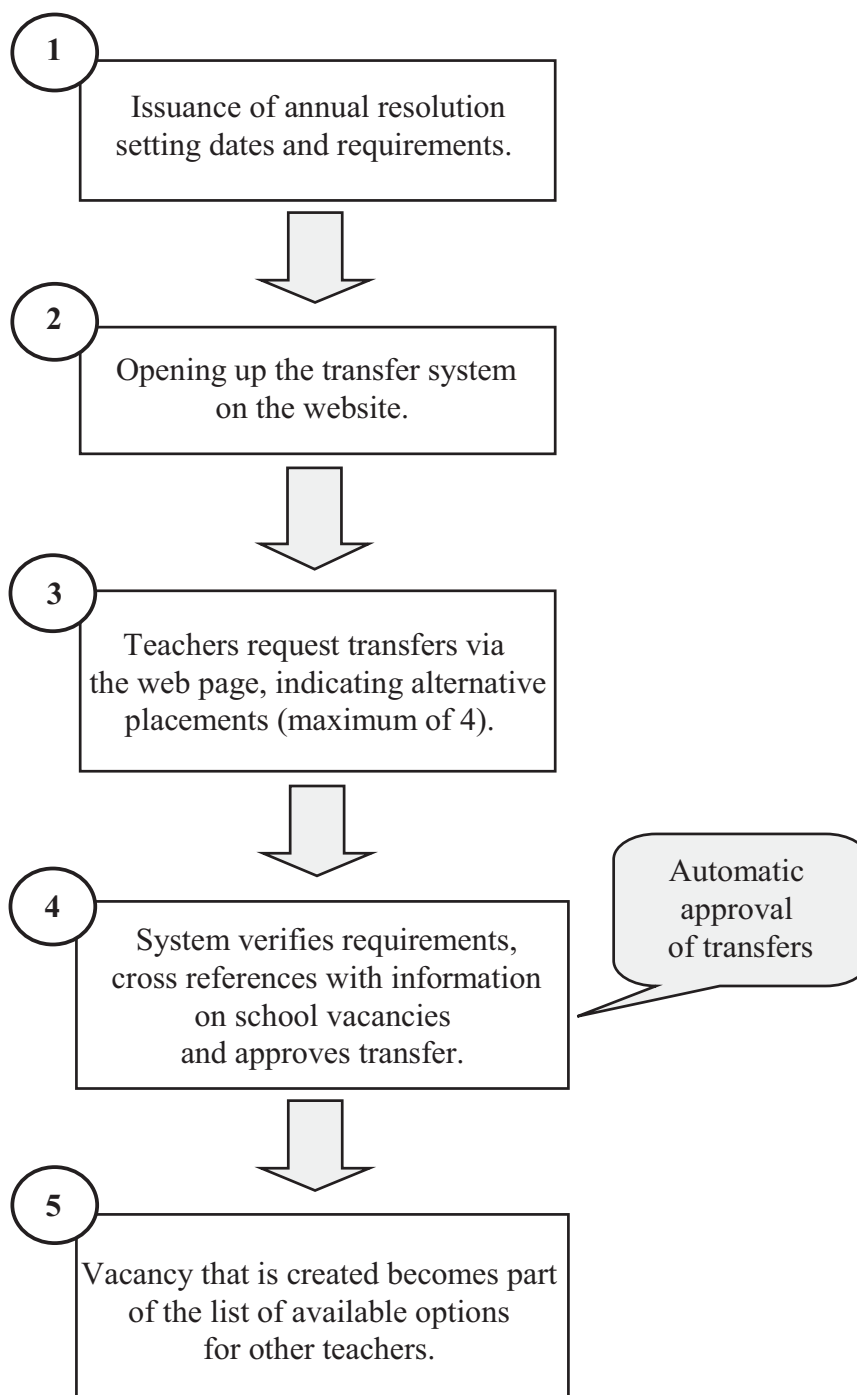 1
Issuance of annual resolution
setting dates and requirements.
2
Opening up the transfer system
on the website.
3
Teachers request transfers via
the web page, indicating alternative
placements (maximum of 4).
4
System verifies requirements,
cross references with information
on school vacancies
and approves transfer.
Automatic
approval
of transfers
5
Vacancy that is created becomes part
of the list of available options
for other teachers.